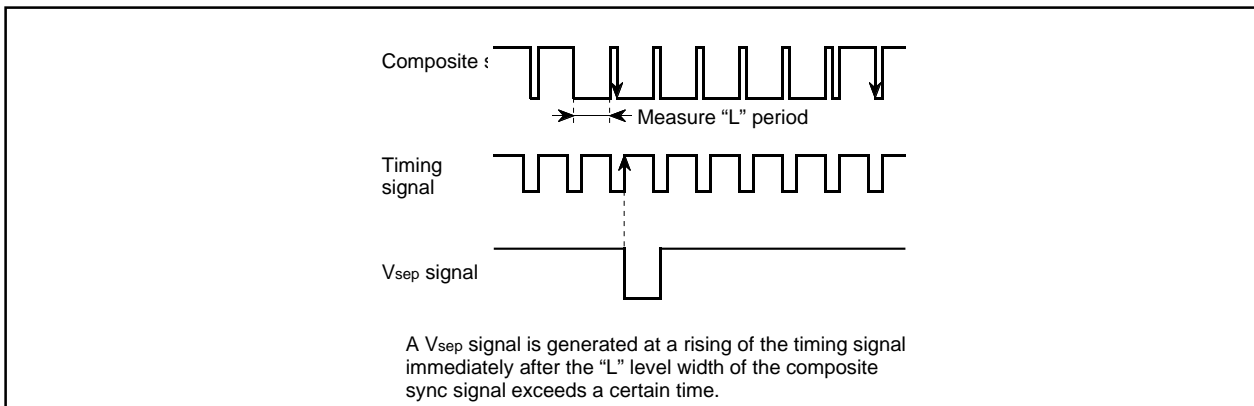 Composite s
Measure “L” period
Timing
signal
Vsep signal
A Vsep signal is generated at a rising of the timing signal
immediately after the “L” level width of the composite
sync signal exceeds a certain time.